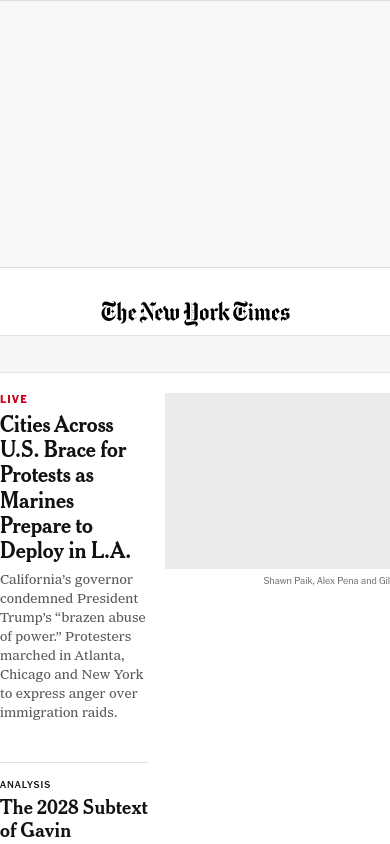 The New York Times
LIVE
Cities Across
U.S. Brace for
Protests as
Marines
Prepare to
Deploy in L.A.
Shawn Paik, Alex Pena and Gil
California’s governor
condemned President
Trump’s “brazen abuse
of power.” Protesters
marched in Atlanta,
Chicago and New York
to express anger over
immigration raids.
ANALYSIS
The 2028 Subtext
of Gavin